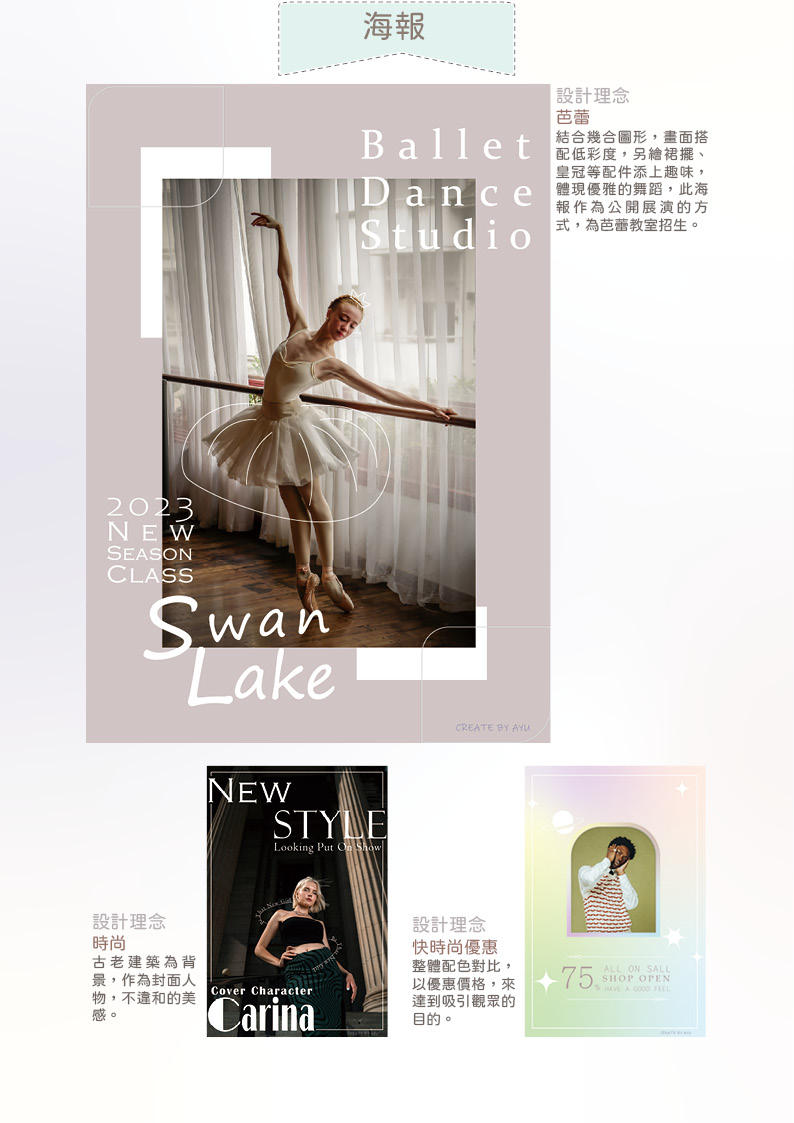 海報
Ballet
Dance
Studio
2023
NEW
SEASON
CLASS
Swan
Lake
CREATE BY AYU
設計理念
芭蕾
結合幾合圖形，畫面搭
配低彩度，另繪裙擺、
皇冠等配件添上趣味，
體現優雅的舞蹈，此海
報作為公開展演的方
式，為芭蕾教室招生。
設計理念
時尚
古老建築為背
景，作為封面人
物，不違和的美
感。
NEW
STYLE
Looking Put On Show
Cover Character
Carina
設計理念
快時尚優惠
整體配色對比，
以優惠價格，來
達到吸引觀眾的
目的。
75%
ALL ON SALL
SHOP OPEN
HAVE A GOOD FEEL
CREATE BY AYU